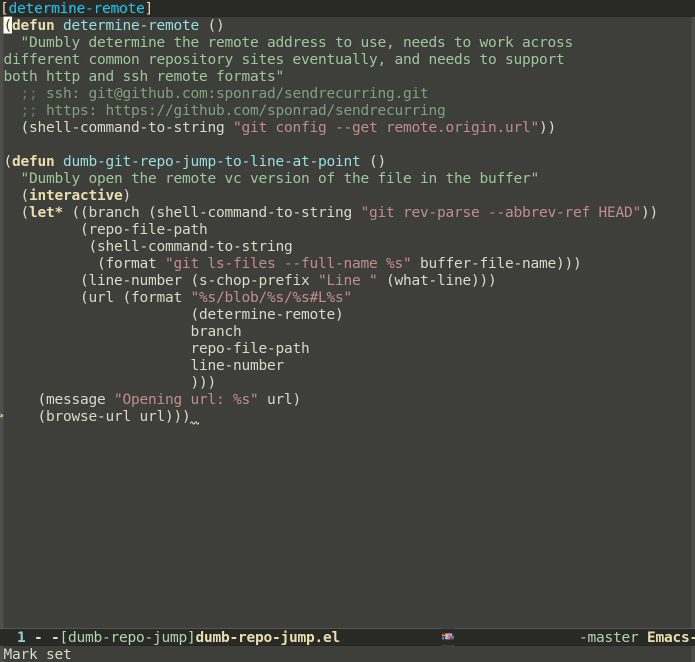 [determine-remote]
(defun determine-remote ()
  "Dumbly determine the remote address to use, needs to work across
different common repository sites eventually, and needs to support
both http and ssh remote formats"
  ;; ssh: git@github.com:sponrad/sendrecurring.git
  ;; https: https://github.com/sponrad/sendrecurring
  (shell-command-to-string "git config --get remote.origin.url"))

(defun dumb-git-repo-jump-to-line-at-point ()
  "Dumbly open the remote vc version of the file in the buffer"
  (interactive)
  (let* ((branch (shell-command-to-string "git rev-parse --abbrev-ref HEAD"))
         (repo-file-path
          (shell-command-to-string
           (format "git ls-files --full-name %s" buffer-file-name)))
         (line-number (s-chop-prefix "Line " (what-line)))
         (url (format "%s/blob/%s/%s#L%s"
                      (determine-remote)
                      branch
                      repo-file-path
                      line-number
                      )))
    (message "Opening url: %s" url)
    (browse-url url)))
1 - -[dumb-repo-jump]dumb-repo-jump.el -master Emacs-
Mark set